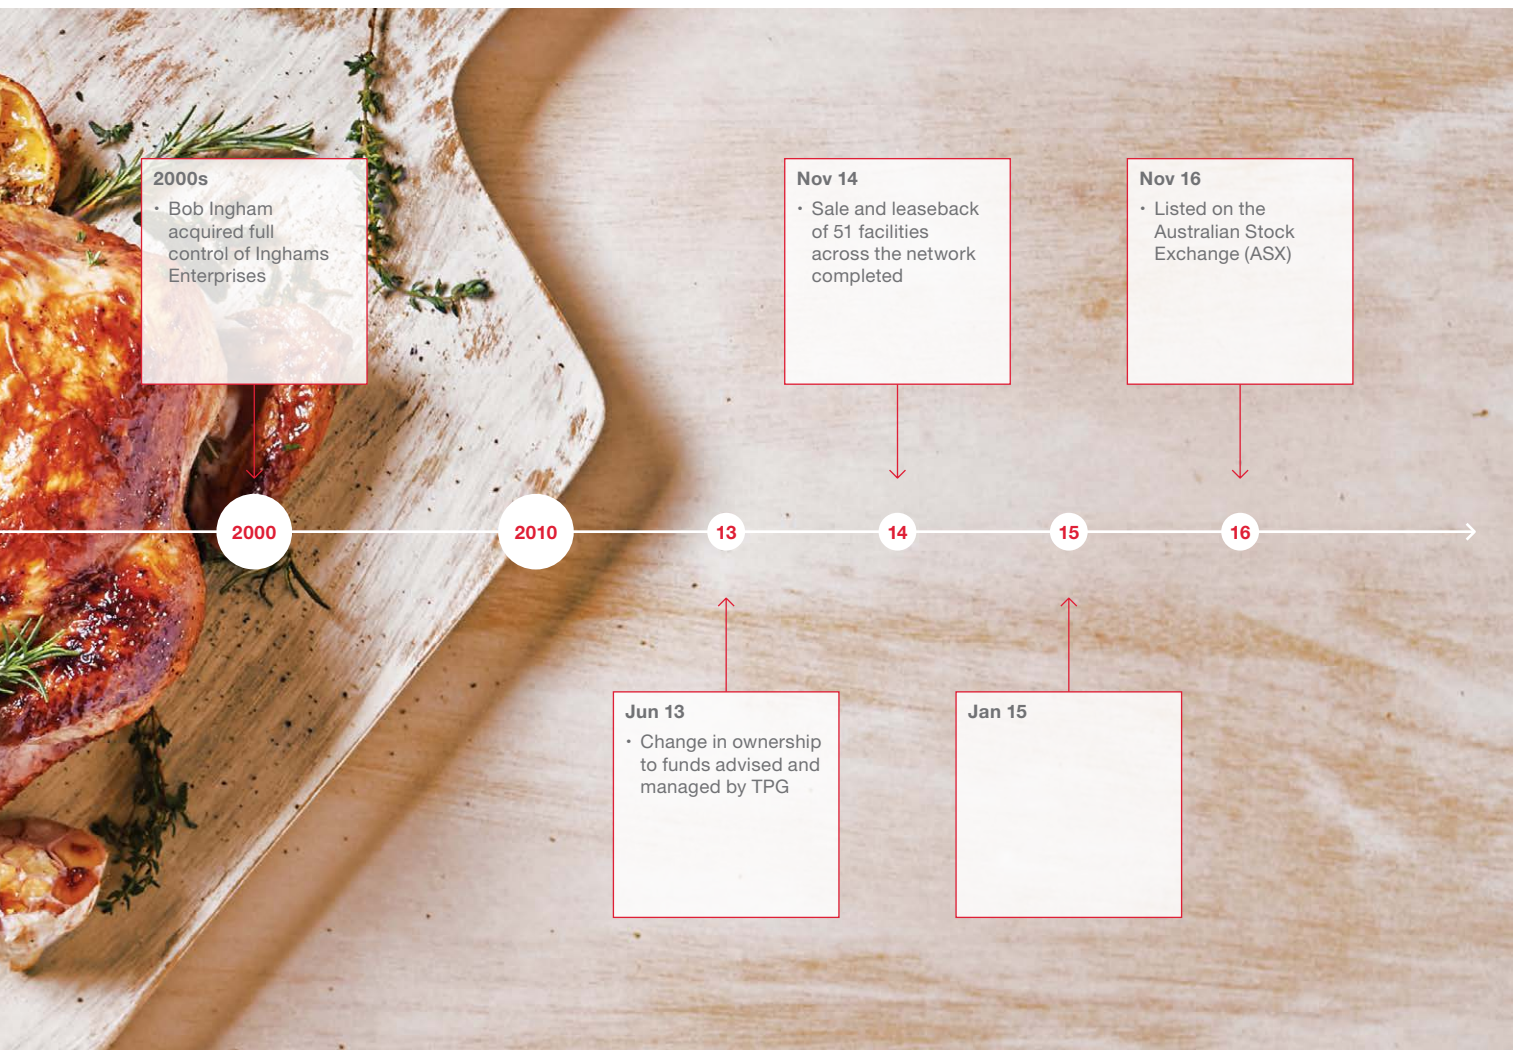 2000s
• Bob Ingham
acquired full
control of Inghams
Enterprises
Nov 14
• Sale and leaseback
of 51 facilities
across the network
completed
Nov 16
• Listed on the
Australian Stock
Exchange (ASX)
2000
2010
13
14
15
16
Jun 13
• Change in ownership
to funds advised and
managed by TPG
Jan 15